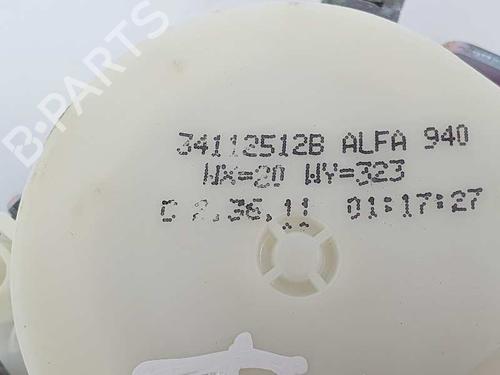 B-PARTS
34112512B ALFA 940
WX=20 WY=323
C 2.36.11 01:17:27